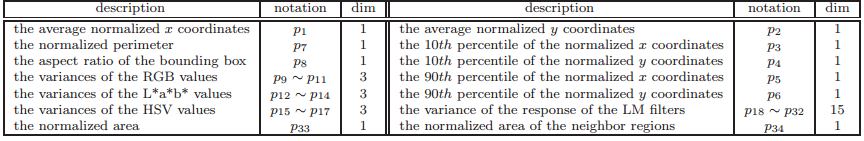 description notation dim description notation dim
the average normalized x coordinates p1 1 the average normalized y coordinates p2 1
the normalized perimeter p7 1 the 10th percentile of the normalized x coordinates p3 1
the aspect ratio of the bounding box p8 1 the 10th percentile of the normalized y coordinates p4 1
the variances of the RGB values p9 ∼ p11 3 the 90th percentile of the normalized x coordinates p5 1
the variances of the L*a*b* values p12 ∼ p14 3 the 90th percentile of the normalized y coordinates p6 1
the variances of the HSV values p15 ∼ p17 3 the variance of the response of the LM filters p18 ∼ p32 15
the normalized area p33 1 the normalized area of the neighbor regions p34 1